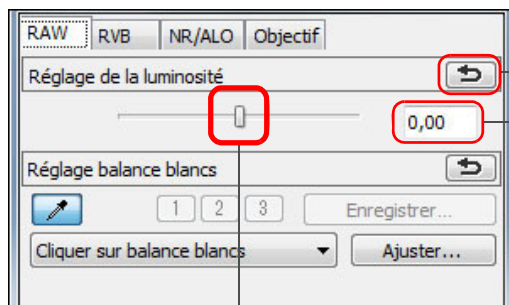 RAW RVB NR/ALO Objectif
Réglage de la luminosité
0,00
Réglage balance blancs
1 2 3 Enregistrer...
Cliquer sur balance blancs Ajuster...